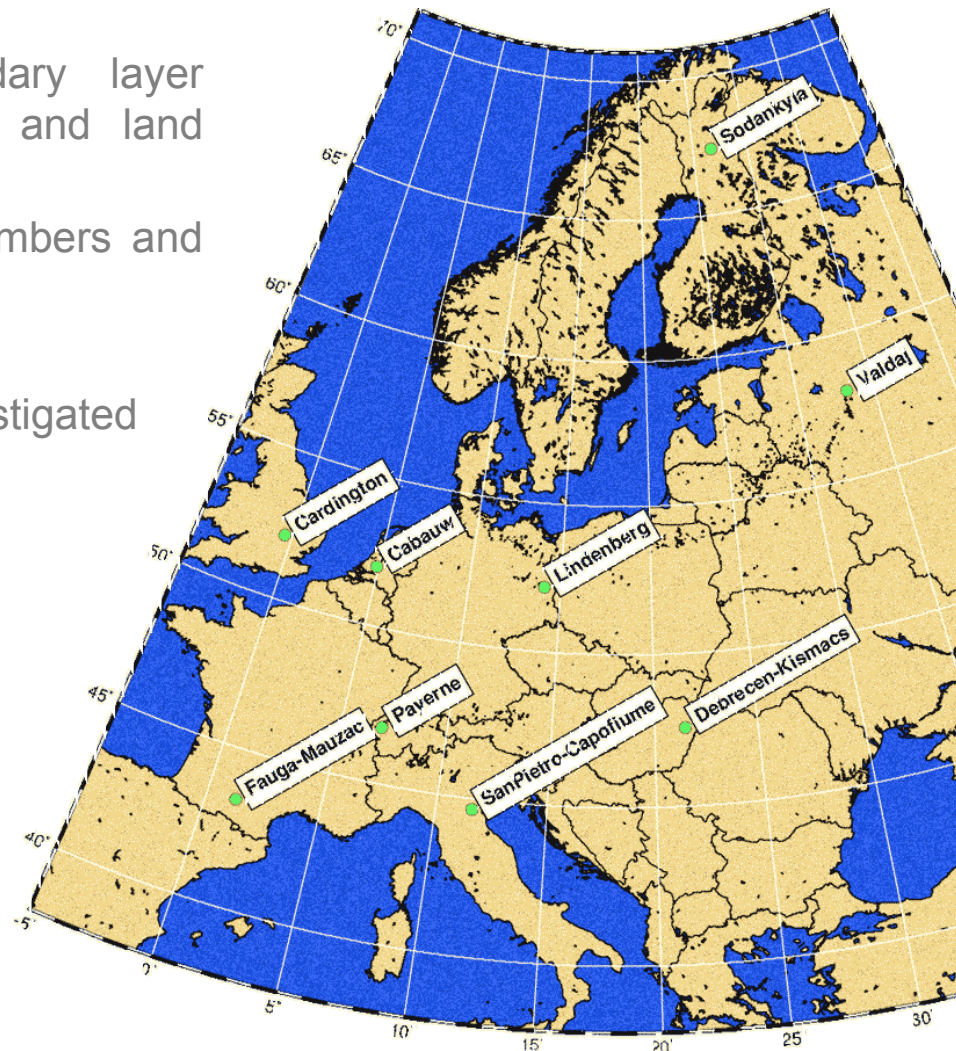 dary layer
and land
mbers and
stigated
70°
65°
60°
55°
50°
45°
40°
-5°
0°
5°
10°
15°
20°
25°
30°
Sodankyla
Valdaj
Cardington
Cabauw
Lindenberg
Debrecen-Kismacs
Payerne
Fauga-Mauzac
SanPietro-Capofiume